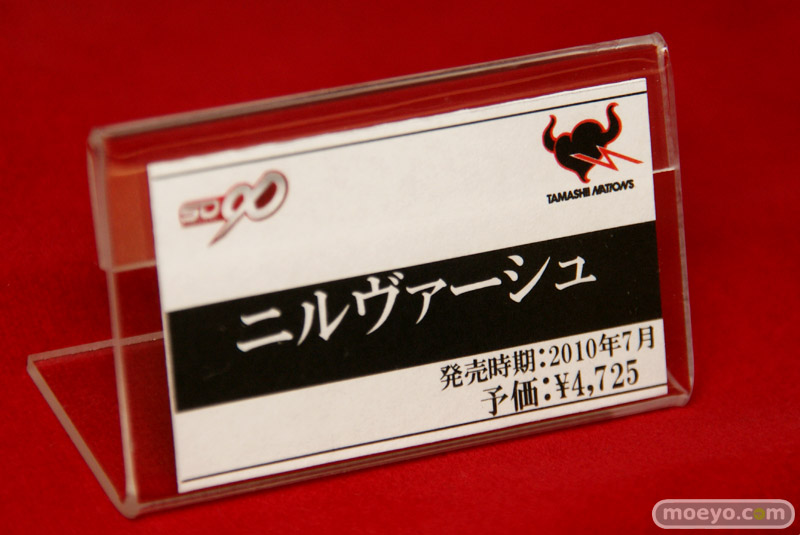 TAMASHII NATIONS
ニルヴァーシュ
発売時期：2010年7月
予価：¥4,725
moeyo.com